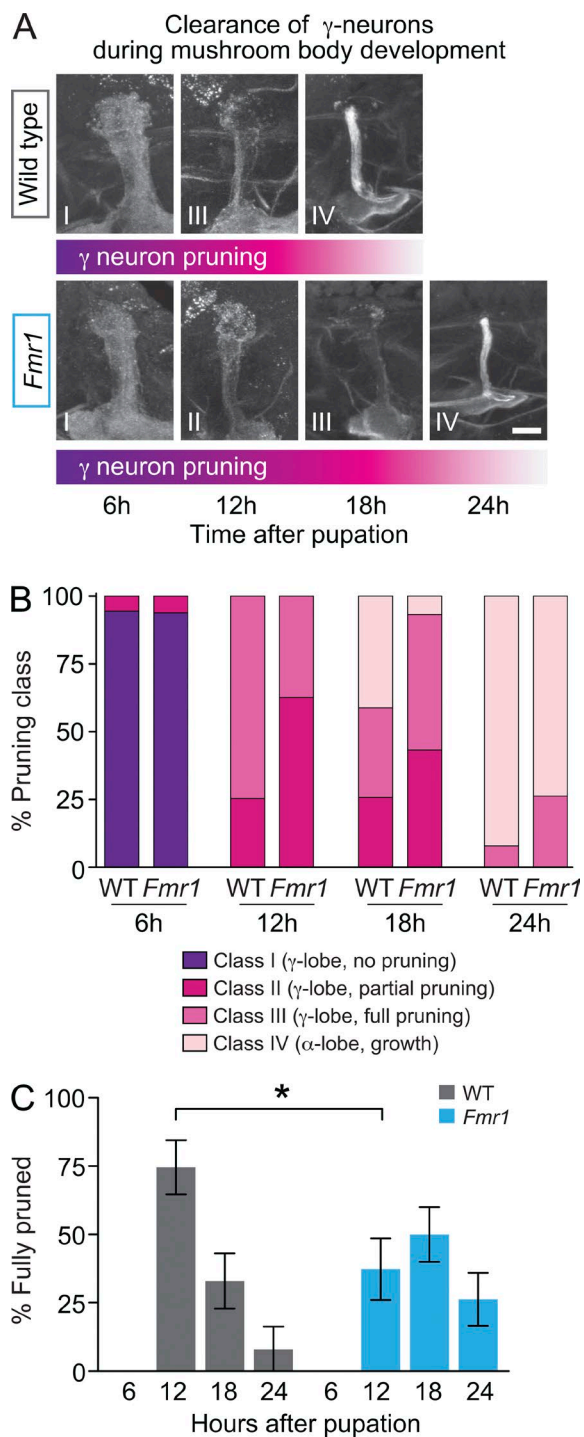 A
Clearance of γ-neurons
during mushroom body development
Wild type
I
III
IV
γ neuron pruning
Fmr1
I
II
III
IV
γ neuron pruning
6h 12h 18h 24h
Time after pupation
B
% Pruning class
100
75
50
25
0
WT Fmr1 WT Fmr1 WT Fmr1 WT Fmr1
6h 12h 18h 24h
Class I (γ-lobe, no pruning)
Class II (γ-lobe, partial pruning)
Class III (γ-lobe, full pruning)
Class IV (α-lobe, growth)
C
WT
Fmr1
*
% Fully pruned
100
75
50
25
0
6 12 18 24 6 12 18 24
Hours after pupation